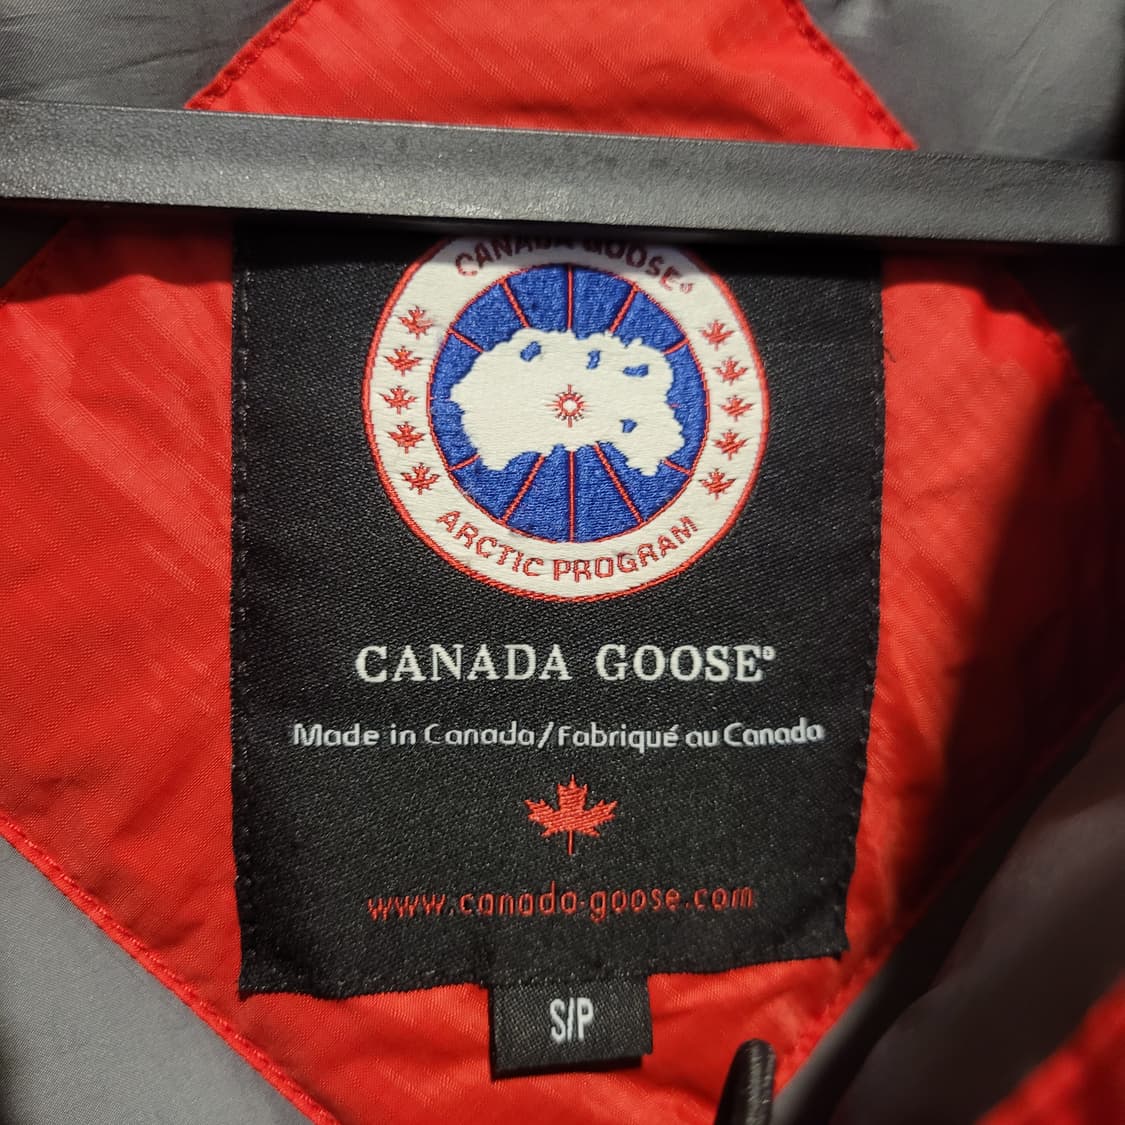 CANADA GOOSE®
ARCTIC PROGRAM
CANADA GOOSE®
Made in Canada/Fabriqué au Canada
www.canada-goose.com
S/P